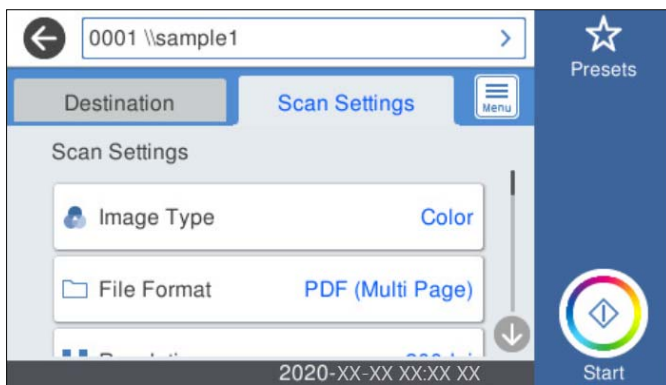 0001 \\sample1
Presets
Destination
Scan Settings
Menu
Scan Settings
Image Type
Color
File Format
PDF (Multi Page)
2020-XX-XX XX:XX XX
Start